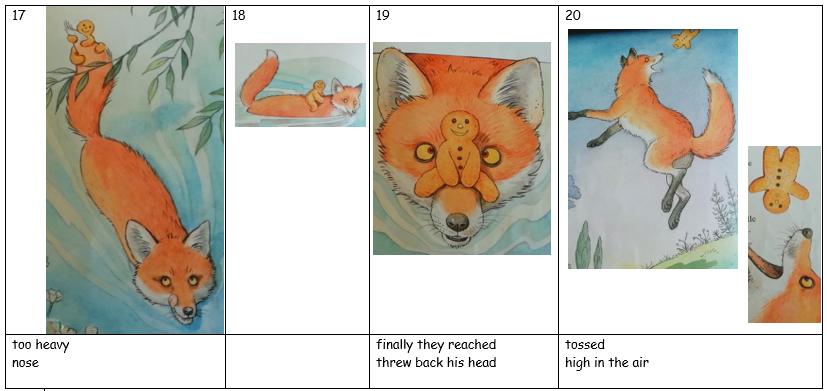 17
18
19
20
too heavy
nose
finally they reached
threw back his head
tossed
high in the air